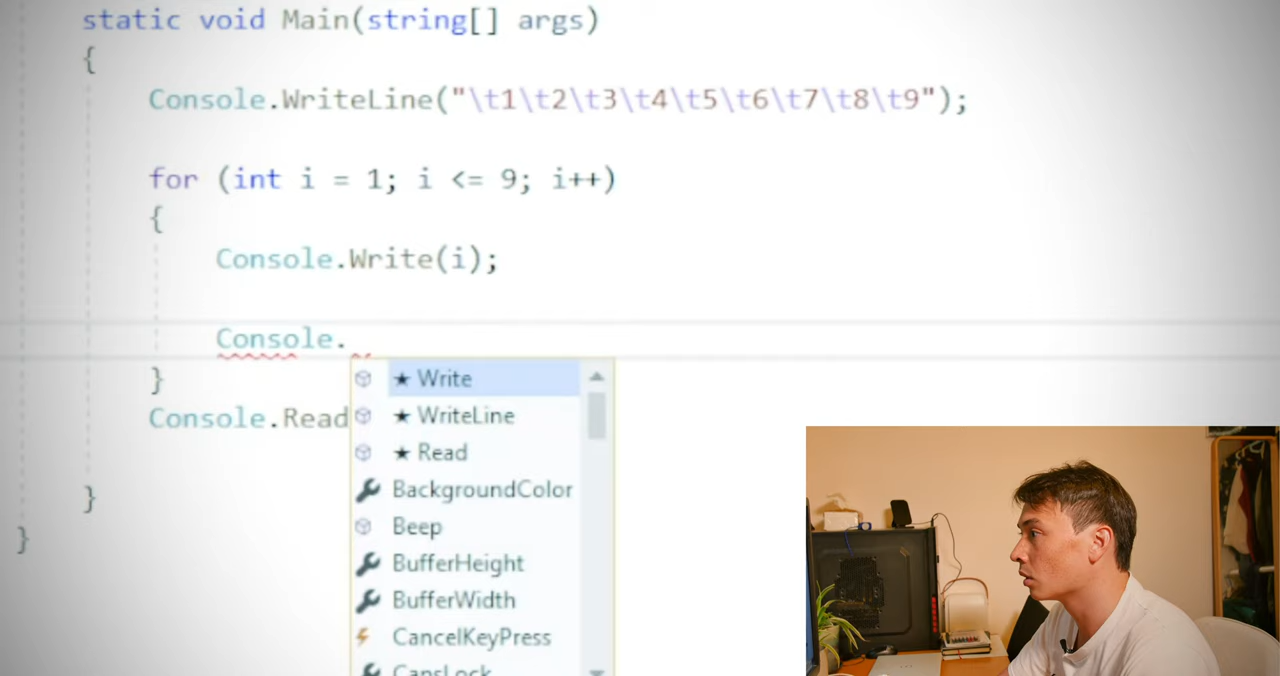 static void Main(string[] args)
{
Console.WriteLine("\t1\t2\t3\t4\t5\t6\t7\t8\t9");
for (int i = 1; i <= 9; i++)
{
Console.Write(i);
Console.
★ Write
}
★ WriteLine
Console.Read
★ Read
BackgroundColor
}
Beep
}
BufferHeight
BufferWidth
CancelKeyPress
CapsLock